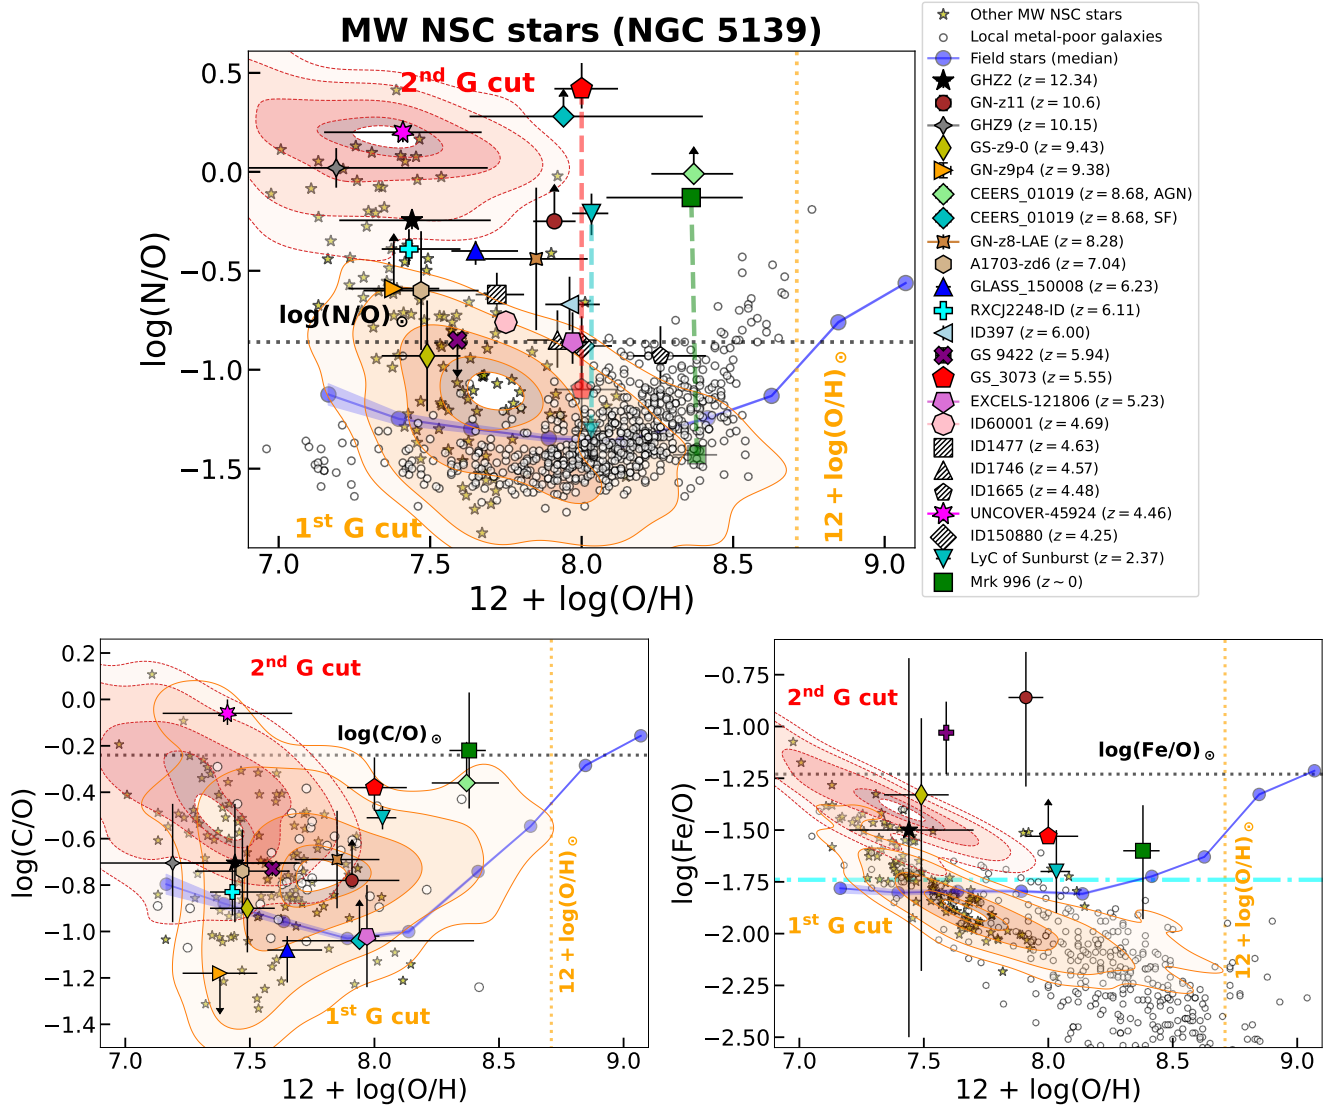 MW NSC stars (NGC 5139)
2nd G cut
log(N/O)⊙
1st G cut
12 + log(O/H)⊙
0.5
0.0
−0.5
−1.0
−1.5
log(N/O)
7.0
7.5
8.0
8.5
9.0
12 + log(O/H)
Other MW NSC stars
Local metal-poor galaxies
Field stars (median)
GHZ2 (z = 12.34)
GN-z11 (z = 10.6)
GHZ9 (z = 10.15)
GS-z9-0 (z = 9.43)
GN-z9p4 (z = 9.38)
CEERS_01019 (z = 8.68, AGN)
CEERS_01019 (z = 8.68, SF)
GN-z8-LAE (z = 8.28)
A1703-zd6 (z = 7.04)
GLASS_150008 (z = 6.23)
RXCJ2248-ID (z = 6.11)
ID397 (z = 6.00)
GS 9422 (z = 5.94)
GS_3073 (z = 5.55)
EXCELS-121806 (z = 5.23)
ID60001 (z = 4.69)
ID1477 (z = 4.63)
ID1746 (z = 4.57)
ID1665 (z = 4.48)
UNCOVER-45924 (z = 4.46)
ID150880 (z = 4.25)
LyC of Sunburst (z = 2.37)
Mrk 996 (z ~ 0)
2nd G cut
log(C/O)⊙
1st G cut
12 + log(O/H)⊙
0.2
0.0
−0.2
−0.4
−0.6
−0.8
−1.0
−1.2
−1.4
log(C/O)
7.0
7.5
8.0
8.5
9.0
12 + log(O/H)
2nd G cut
log(Fe/O)⊙
1st G cut
12 + log(O/H)⊙
−0.75
−1.00
−1.25
−1.50
−1.75
−2.00
−2.25
−2.50
log(Fe/O)
7.0
7.5
8.0
8.5
9.0
12 + log(O/H)